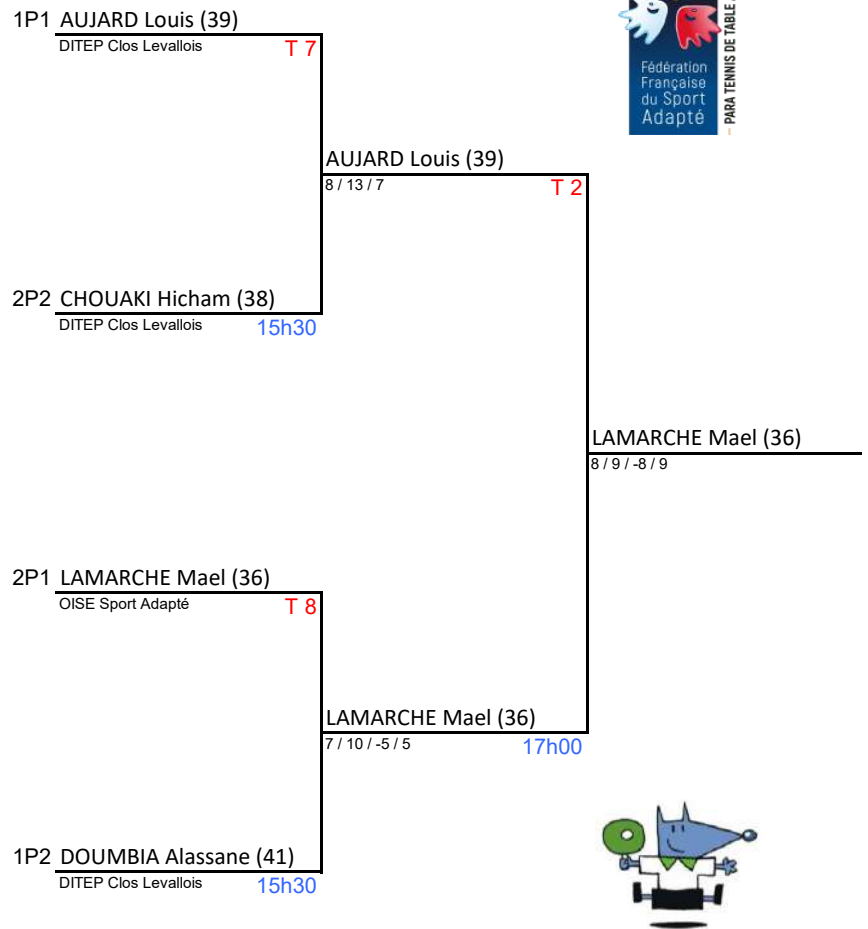 1P1 AUJARD Louis (39)
DITEP Clos Levallois
T 7
Fédération
Française
du Sport
Adapté
PARA TENNIS DE TABLE
AUJARD Louis (39)
8 / 13 / 7
T 2
2P2 CHOUAKI Hicham (38)
DITEP Clos Levallois
15h30
LAMARCHE Mael (36)
8 / 9 / -8 / 9
2P1 LAMARCHE Mael (36)
OISE Sport Adapté
T 8
LAMARCHE Mael (36)
7 / 10 / -5 / 5
17h00
1P2 DOUMBIA Alassane (41)
DITEP Clos Levallois
15h30